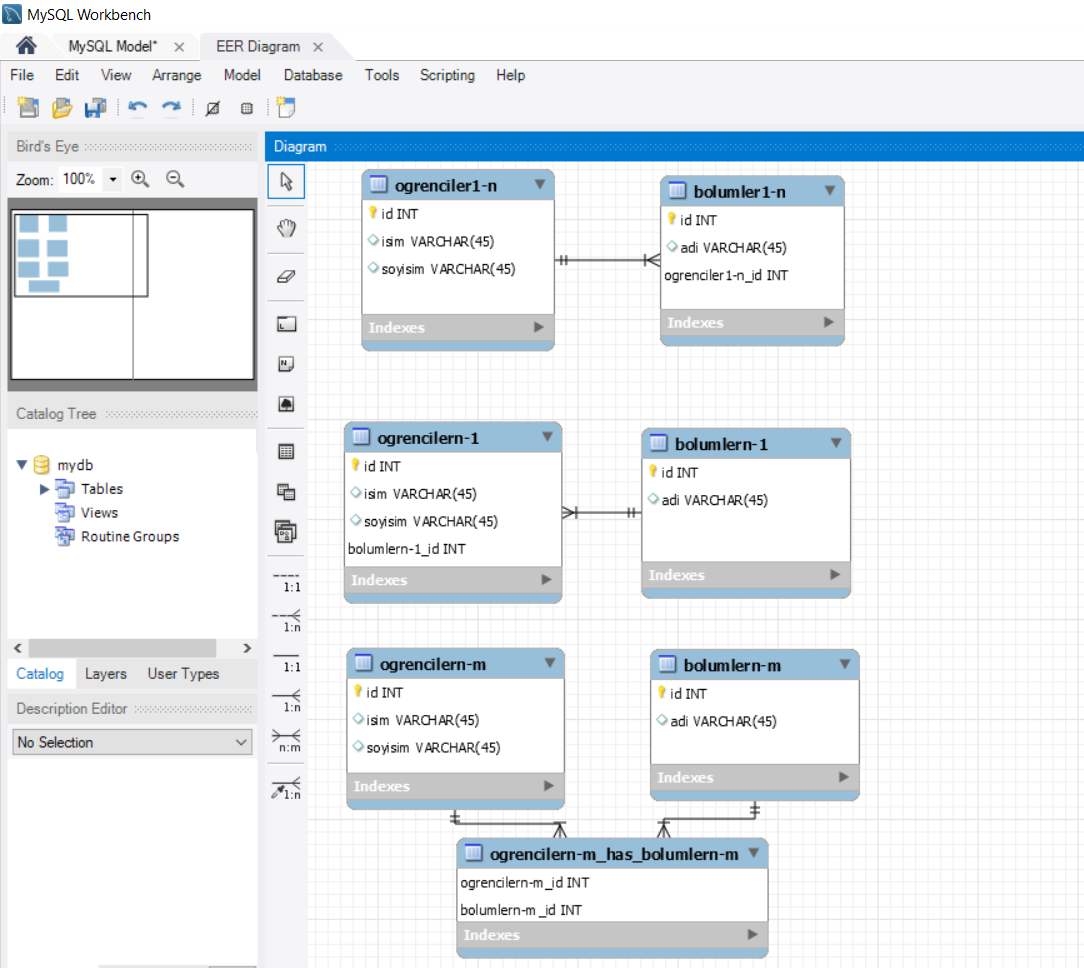 MySQL Workbench
MySQL Model* EER Diagram
File Edit View Arrange Model Database Tools Scripting Help
Bird's Eye
Zoom: 100%
Catalog Tree
mydb
Tables
Views
Routine Groups
Catalog Layers User Types
Description Editor
No Selection
Diagram
1:1
1:n
1:1
1:n
n:m
1:n
ogrenciler1-n
id INT
isim VARCHAR(45)
soyisim VARCHAR(45)
Indexes
bolumler1-n
id INT
adi VARCHAR(45)
ogrenciler1-n_id INT
Indexes
ogrencilern-1
id INT
isim VARCHAR(45)
soyisim VARCHAR(45)
bolumlern-1_id INT
Indexes
bolumlern-1
id INT
adi VARCHAR(45)
Indexes
ogrencilern-m
id INT
isim VARCHAR(45)
soyisim VARCHAR(45)
Indexes
bolumlern-m
id INT
adi VARCHAR(45)
Indexes
ogrencilern-m_has_bolumlern-m
ogrencilern-m_id INT
bolumlern-m_id INT
Indexes